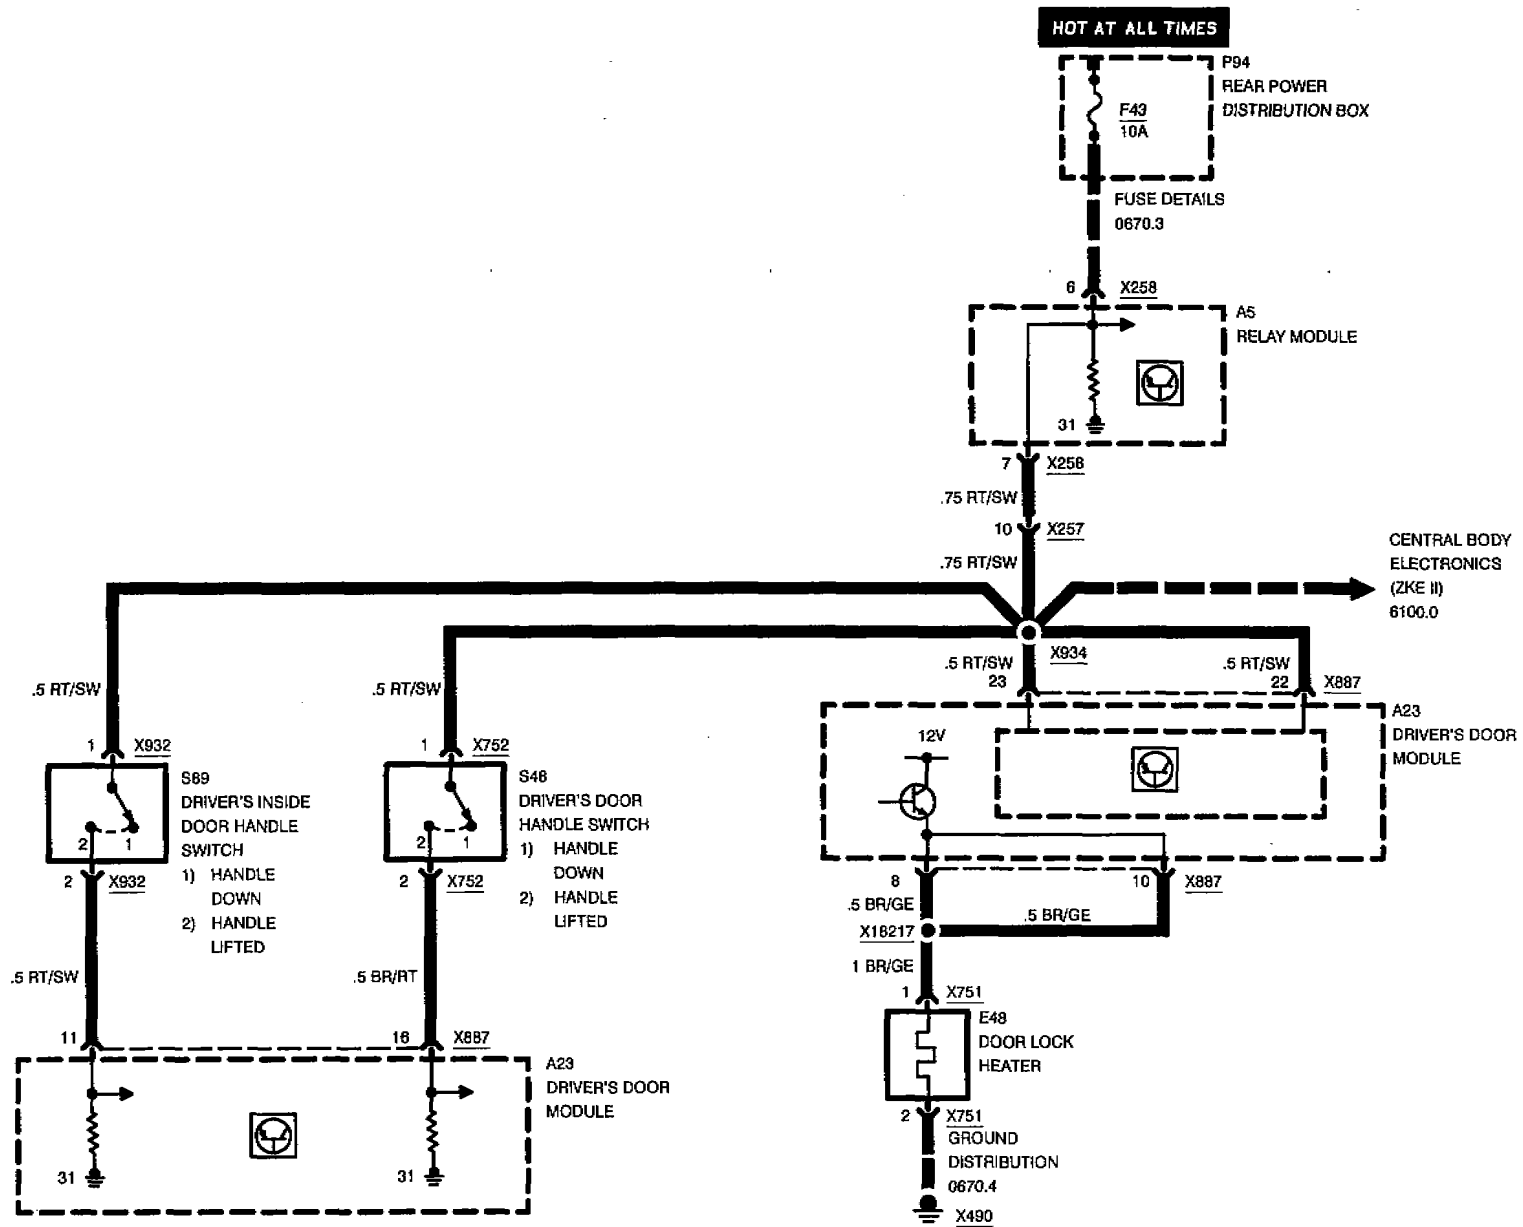 HOT AT ALL TIMES
P94
REAR POWER
DISTRIBUTION BOX
F43
10A
FUSE DETAILS
0670.3
6
X258
A5
RELAY MODULE
31
7
X258
.75 RT/SW
10
X257
.75 RT/SW
CENTRAL BODY
ELECTRONICS
(ZKE II)
6100.0
X934
.5 RT/SW
.5 RT/SW
.5 RT/SW
23
.5 RT/SW
22
X887
A23
DRIVER'S DOOR
MODULE
12V
1
X932
S69
DRIVER'S INSIDE
DOOR HANDLE
SWITCH
1) HANDLE
DOWN
2) HANDLE
LIFTED
2
1
2
X932
1
X752
S48
DRIVER'S DOOR
HANDLE SWITCH
1) HANDLE
DOWN
2) HANDLE
LIFTED
2
1
2
X752
8
10
X887
.5 BR/GE
.5 BR/GE
X18217
1 BR/GE
.5 RT/SW
.5 BR/RT
1
X751
E48
DOOR LOCK
HEATER
11
16
X887
A23
DRIVER'S DOOR
MODULE
31
31
2
X751
GROUND
DISTRIBUTION
0670.4
X490